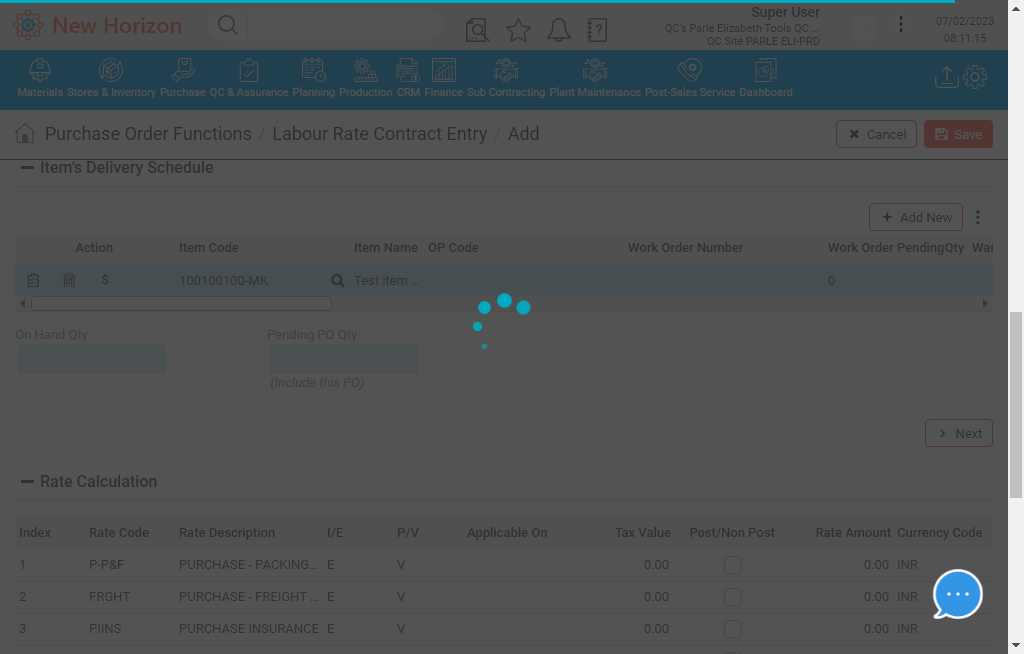 New Horizon
Super User
QC's Parle Elizabeth Tools QC ...
QC Site PARLE ELI-PRD
07/02/2023
08:11:15
Materials Stores & Inventory Purchase QC & Assurance Planning Production CRM Finance Sub Contracting Plant Maintenance Post-Sales Service Dashboard
Purchase Order Functions / Labour Rate Contract Entry / Add
Cancel Save
Item's Delivery Schedule
+ Add New
Action Item Code Item Name OP Code Work Order Number Work Order PendingQty War
$ 100100100-MK Test item ... 0
On Hand Qty Pending PO Qty
(Include this PO)
> Next
Rate Calculation
Index Rate Code Rate Description I/E P/V Applicable On Tax Value Post/Non Post Rate Amount Currency Code
1 P-P&F PURCHASE - PACKING... E V 0.00 0.00 INR
2 FRGHT PURCHASE - FREIGHT ... E V 0.00 0.00 INR
3 PIINS PURCHASE INSURANCE E V 0.00 0.00 INR